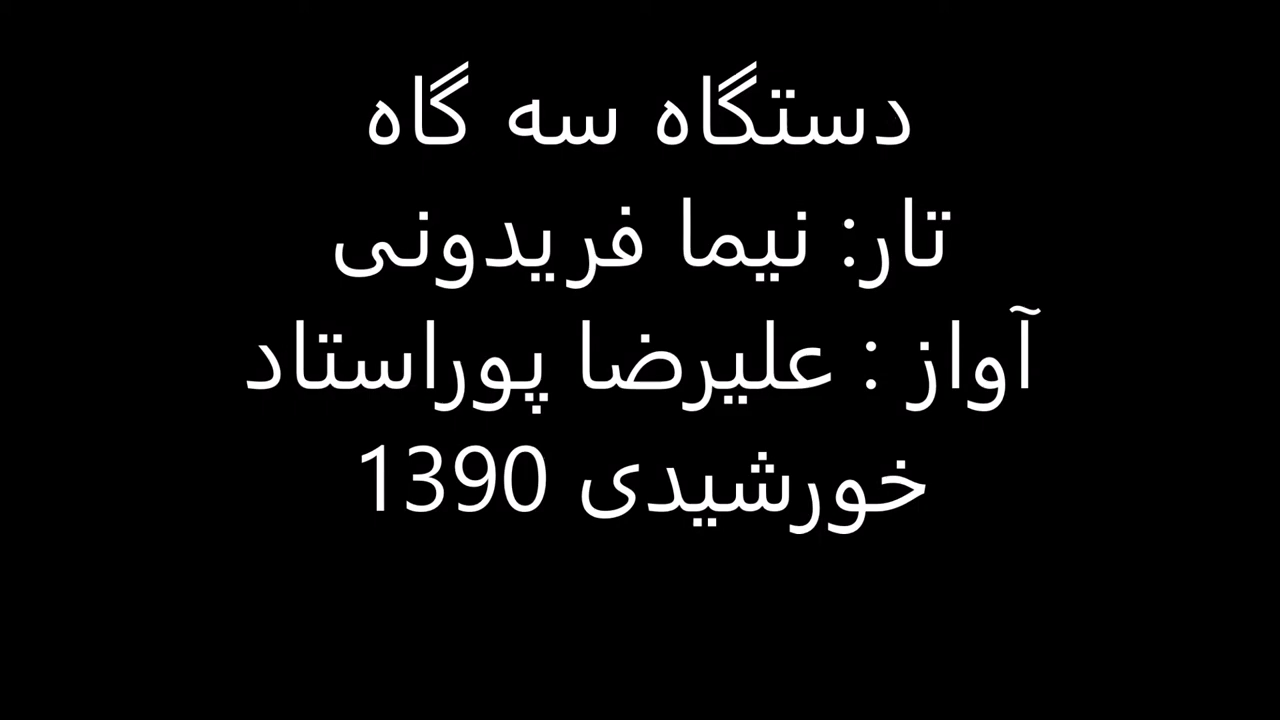 دستگاه سه گاه
تار: نیما فریدونی
آواز : علیرضا پوراستاد
خورشیدی 1390